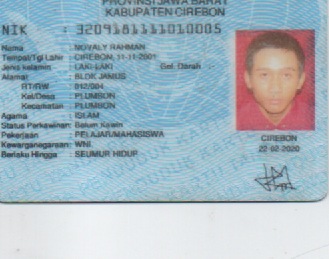 PROVINSI JAWA BARAT
KABUPATEN CIREBON
NIK : 3209181111010005
Nama : NOVALY RAHMAN
Tempat/Tgl Lahir : CIREBON, 11-11-2001
Jenis kelamin : LAKI-LAKI Gol. Darah : -
Alamat : BLOK JAMUS
RT/RW : 012/004
Kel/Desa : PLUMBON
Kecamatan : PLUMBON
Agama : ISLAM
Status Perkawinan: Belum Kawin
Pekerjaan : PELAJAR/MAHASISWA
Kewarganegaraan: WNI
Berlaku Hingga : SEUMUR HIDUP
CIREBON
22-02-2020